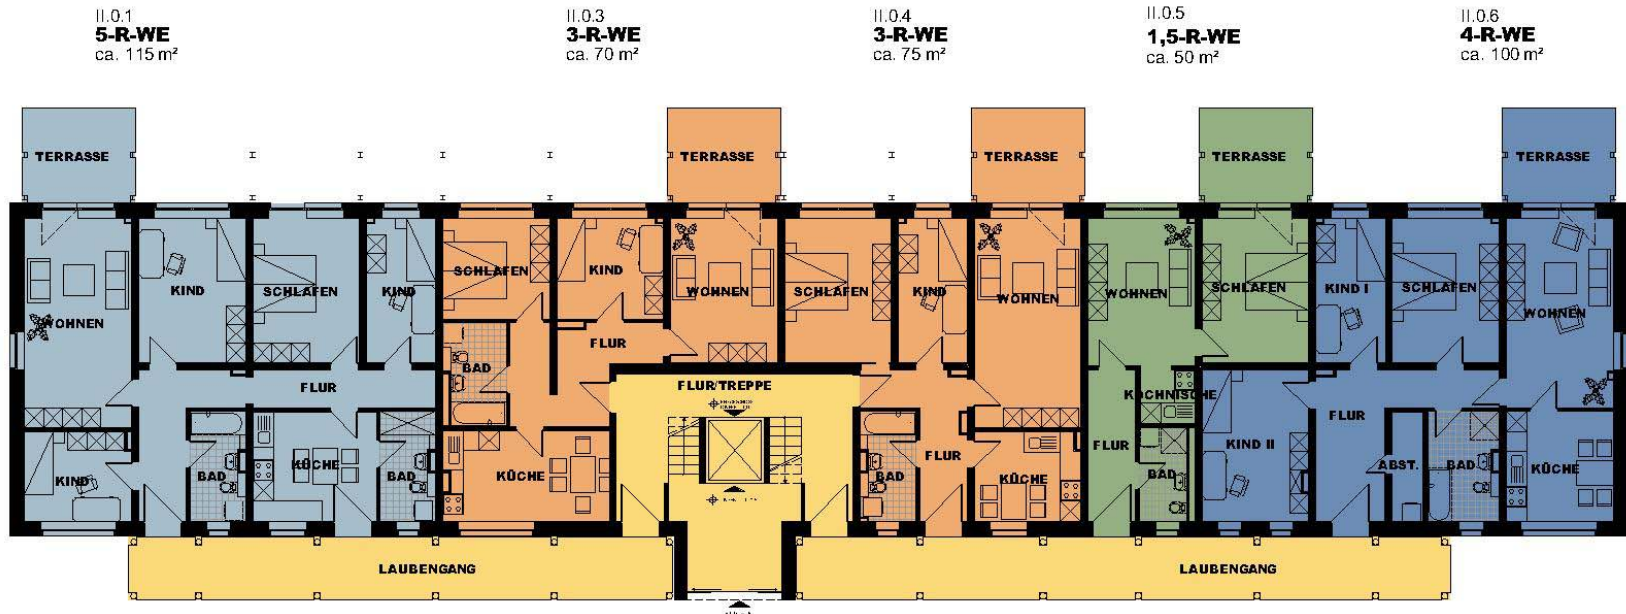 II.0.1
5-R-WE
ca. 115 m²
II.0.3
3-R-WE
ca. 70 m²
II.0.4
3-R-WE
ca. 75 m²
II.0.5
1,5-R-WE
ca. 50 m²
II.0.6
4-R-WE
ca. 100 m²
TERRASSE
TERRASSE
TERRASSE
TERRASSE
TERRASSE
WOHNEN
KIND
SCHLAFEN
KIND
SCHLAFEN
KIND
WOHNEN
SCHLAFEN
KIND
WOHNEN
WOHNEN
SCHLAFEN
KIND I
SCHLAFEN
WOHNEN
FLUR
BAD
FLUR
FLUR/TREPPE
KOCHNISCHE
KIND
BAD
KÜCHE
BAD
KÜCHE
BAD
FLUR
KÜCHE
FLUR
BAD
KIND II
FLUR
ABST.
BAD
KÜCHE
LAUBENGANG
LAUBENGANG